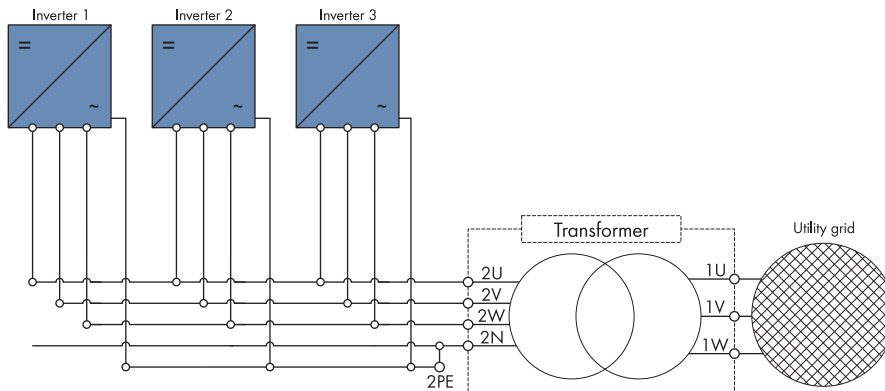 Inverter 1
Inverter 2
Inverter 3
=
~
=
~
=
~
Transformer
Utility grid
2U
1U
2V
1V
2W
2N
1W
2PE